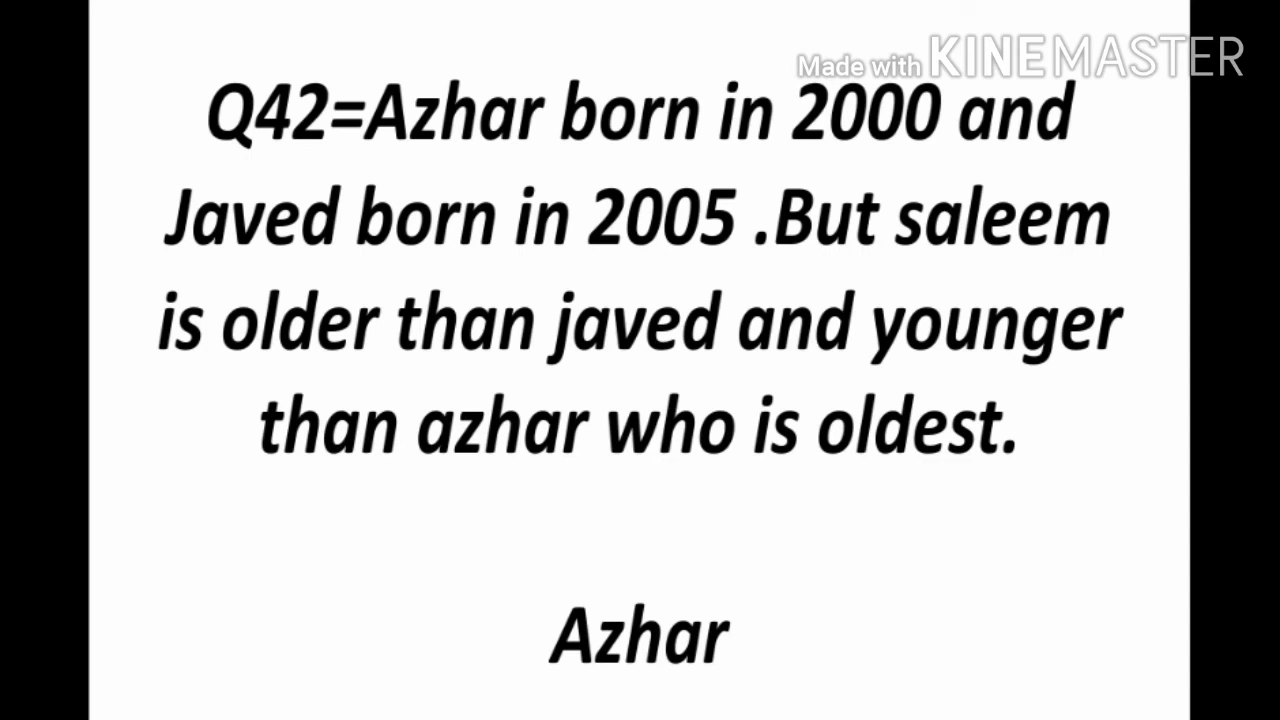 Made with KINEMASTER
Q42=Azhar born in 2000 and
Javed born in 2005 .But saleem
is older than javed and younger
than azhar who is oldest.
Azhar